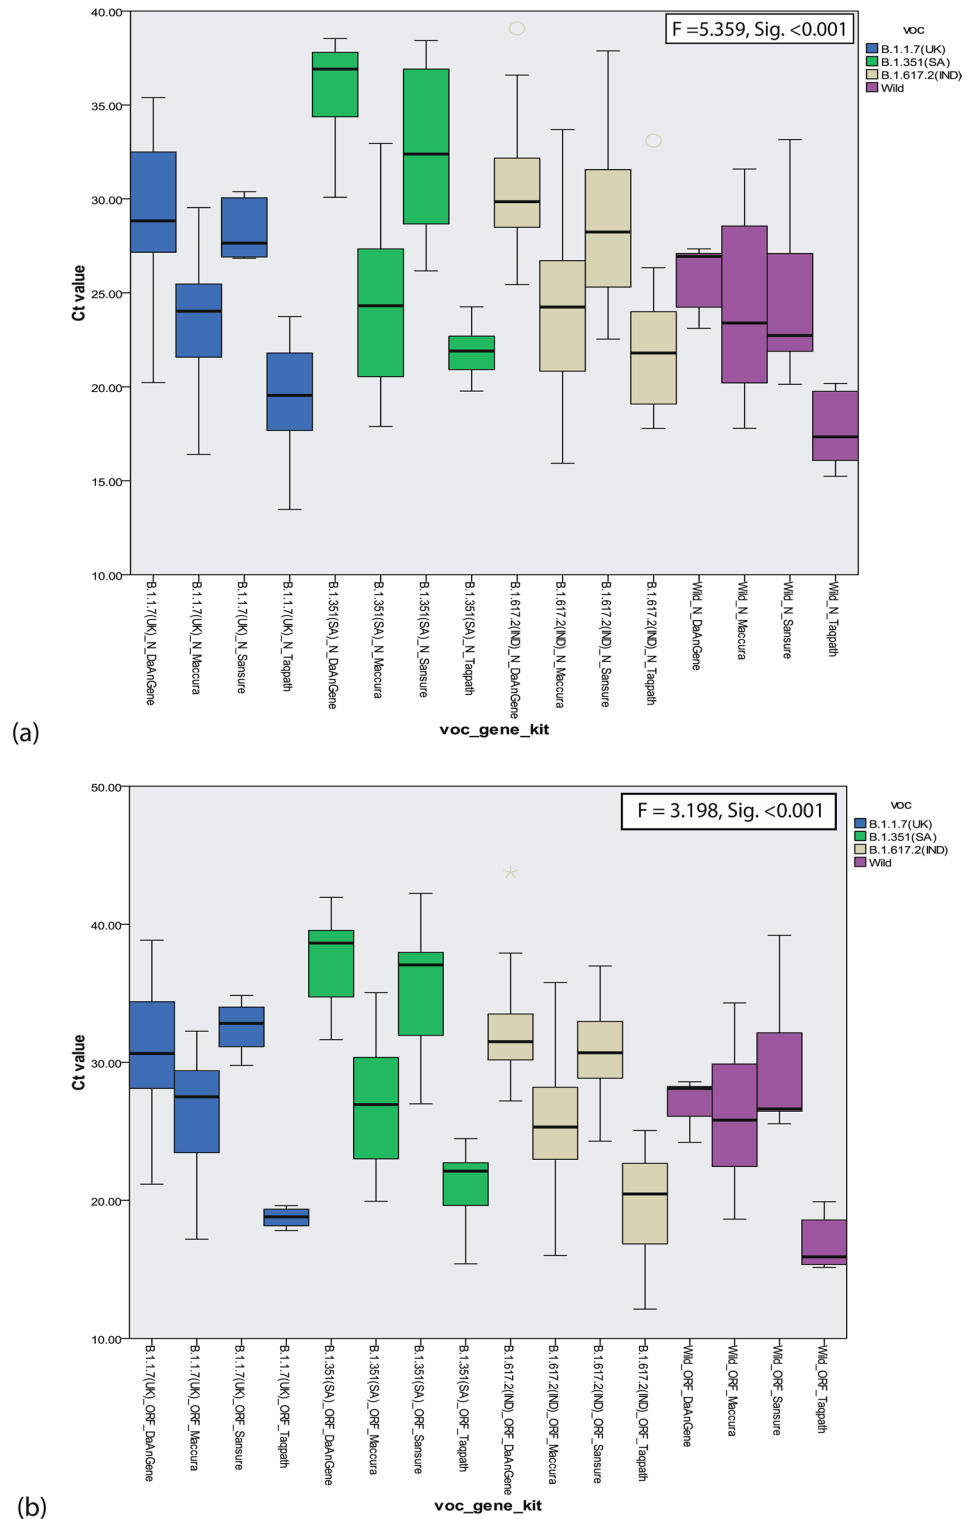 F =5.359, Sig. <0.001
voc
B.1.1.7(UK)
B.1.351(SA)
B.1.617.2(IND)
Wild
40.00
35.00
30.00
25.00
20.00
15.00
10.00
Ct value
B.1.1.7(UK)_N_DaAnGene
B.1.1.7(UK)_N_Maccura
B.1.1.7(UK)_N_Sansure
B.1.1.7(UK)_N_Taqpath
B.1.351(SA)_N_DaAnGene
B.1.351(SA)_N_Maccura
B.1.351(SA)_N_Sansure
B.1.351(SA)_N_Taqpath
B.1.617.2(IND)_N_DaAnGene
B.1.617.2(IND)_N_Maccura
B.1.617.2(IND)_N_Sansure
B.1.617.2(IND)_N_Taqpath
Wild_N_DaAnGene
Wild_N_Maccura
Wild_N_Sansure
Wild_N_Taqpath
voc_gene_kit
(a)
F = 3.198, Sig. <0.001
voc
B.1.1.7(UK)
B.1.351(SA)
B.1.617.2(IND)
Wild
50.00
40.00
30.00
20.00
10.00
Ct value
B.1.1.7(UK)_ORF_DaAnGene
B.1.1.7(UK)_ORF_Maccura
B.1.1.7(UK)_ORF_Sansure
B.1.1.7(UK)_ORF_Taqpath
B.1.351(SA)_ORF_DaAnGene
B.1.351(SA)_ORF_Maccura
B.1.351(SA)_ORF_Sansure
B.1.351(SA)_ORF_Taqpath
B.1.617.2(IND)_ORF_DaAnGene
B.1.617.2(IND)_ORF_Maccura
B.1.617.2(IND)_ORF_Sansure
B.1.617.2(IND)_ORF_Taqpath
Wild_ORF_DaAnGene
Wild_ORF_Maccura
Wild_ORF_Sansure
Wild_ORF_Taqpath
voc_gene_kit
(b)